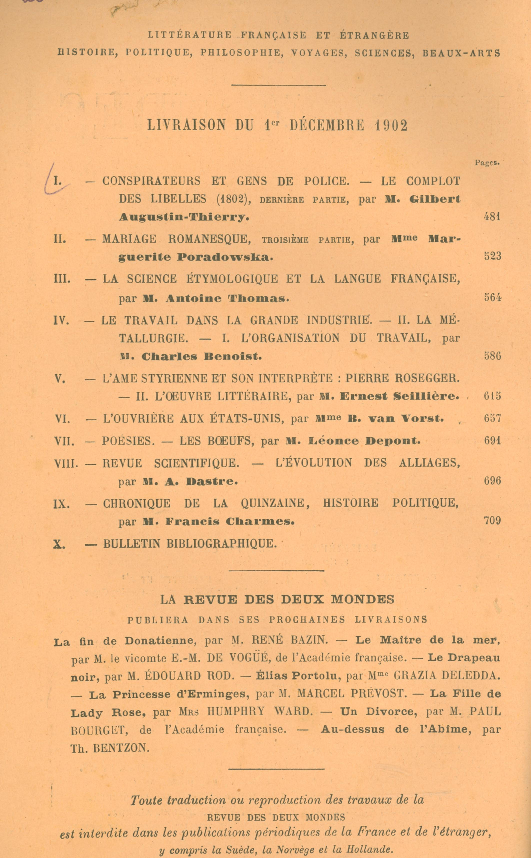 LITTÉRATURE FRANÇAISE ET ÉTRANGÈRE
HISTOIRE, POLITIQUE, PHILOSOPHIE, VOYAGES, SCIENCES, BEAUX-ARTS
LIVRAISON DU 1er DÉCEMBRE 1902
Pages.
I. — CONSPIRATEURS ET GENS DE POLICE. — LE COMPLOT
DES LIBELLES (1802), DERNIÈRE PARTIE, par M. Gilbert
Augustin-Thierry. 481
II. — MARIAGE ROMANESQUE, TROISIÈME PARTIE, par Mme Mar-
guerite Poradowska. 523
III. — LA SCIENCE ÉTYMOLOGIQUE ET LA LANGUE FRANÇAISE,
par M. Antoine Thomas. 564
IV. — LE TRAVAIL DANS LA GRANDE INDUSTRIE. — II. LA MÉ-
TALLURGIE. — I. L'ORGANISATION DU TRAVAIL, par
M. Charles Benoist. 586
V. — L'AME STYRIENNE ET SON INTERPRÈTE : PIERRE ROSEGGER.
— II. L'ŒUVRE LITTÉRAIRE, par M. Ernest Seillière. . 615
VI. — L'OUVRIÈRE AUX ÉTATS-UNIS, par Mme B. van Vorst. . 657
VII. — POÉSIES. — LES BŒUFS, par M. Léonce Depont. 691
VIII. — REVUE SCIENTIFIQUE. — L'ÉVOLUTION DES ALLIAGES,
par M. A. Dastre. 696
IX. — CHRONIQUE DE LA QUINZAINE, HISTOIRE POLITIQUE,
par M. Francis Charmes. 709
X. — BULLETIN BIBLIOGRAPHIQUE.
LA REVUE DES DEUX MONDES
PUBLIERA DANS SES PROCHAINES LIVRAISONS
La fin de Donatienne, par M. RENÉ BAZIN. — Le Maître de la mer,
par M. le vicomte E.-M. DE VOGÜÉ, de l'Académie française. — Le Drapeau
noir, par M. ÉDOUARD ROD. — Élias Portolu, par Mme GRAZIA DELEDDA.
— La Princesse d'Erminges, par M. MARCEL PRÉVOST. — La Fille de
Lady Rose, par MRS HUMPHRY WARD. — Un Divorce, par M. PAUL
BOURGET, de l'Académie française. — Au-dessus de l'Abîme, par
Th. BENTZON.
Toute traduction ou reproduction des travaux de la
REVUE DES DEUX MONDES
est interdite dans les publications périodiques de la France et de l'étranger,
y compris la Suède, la Norvège et la Hollande.